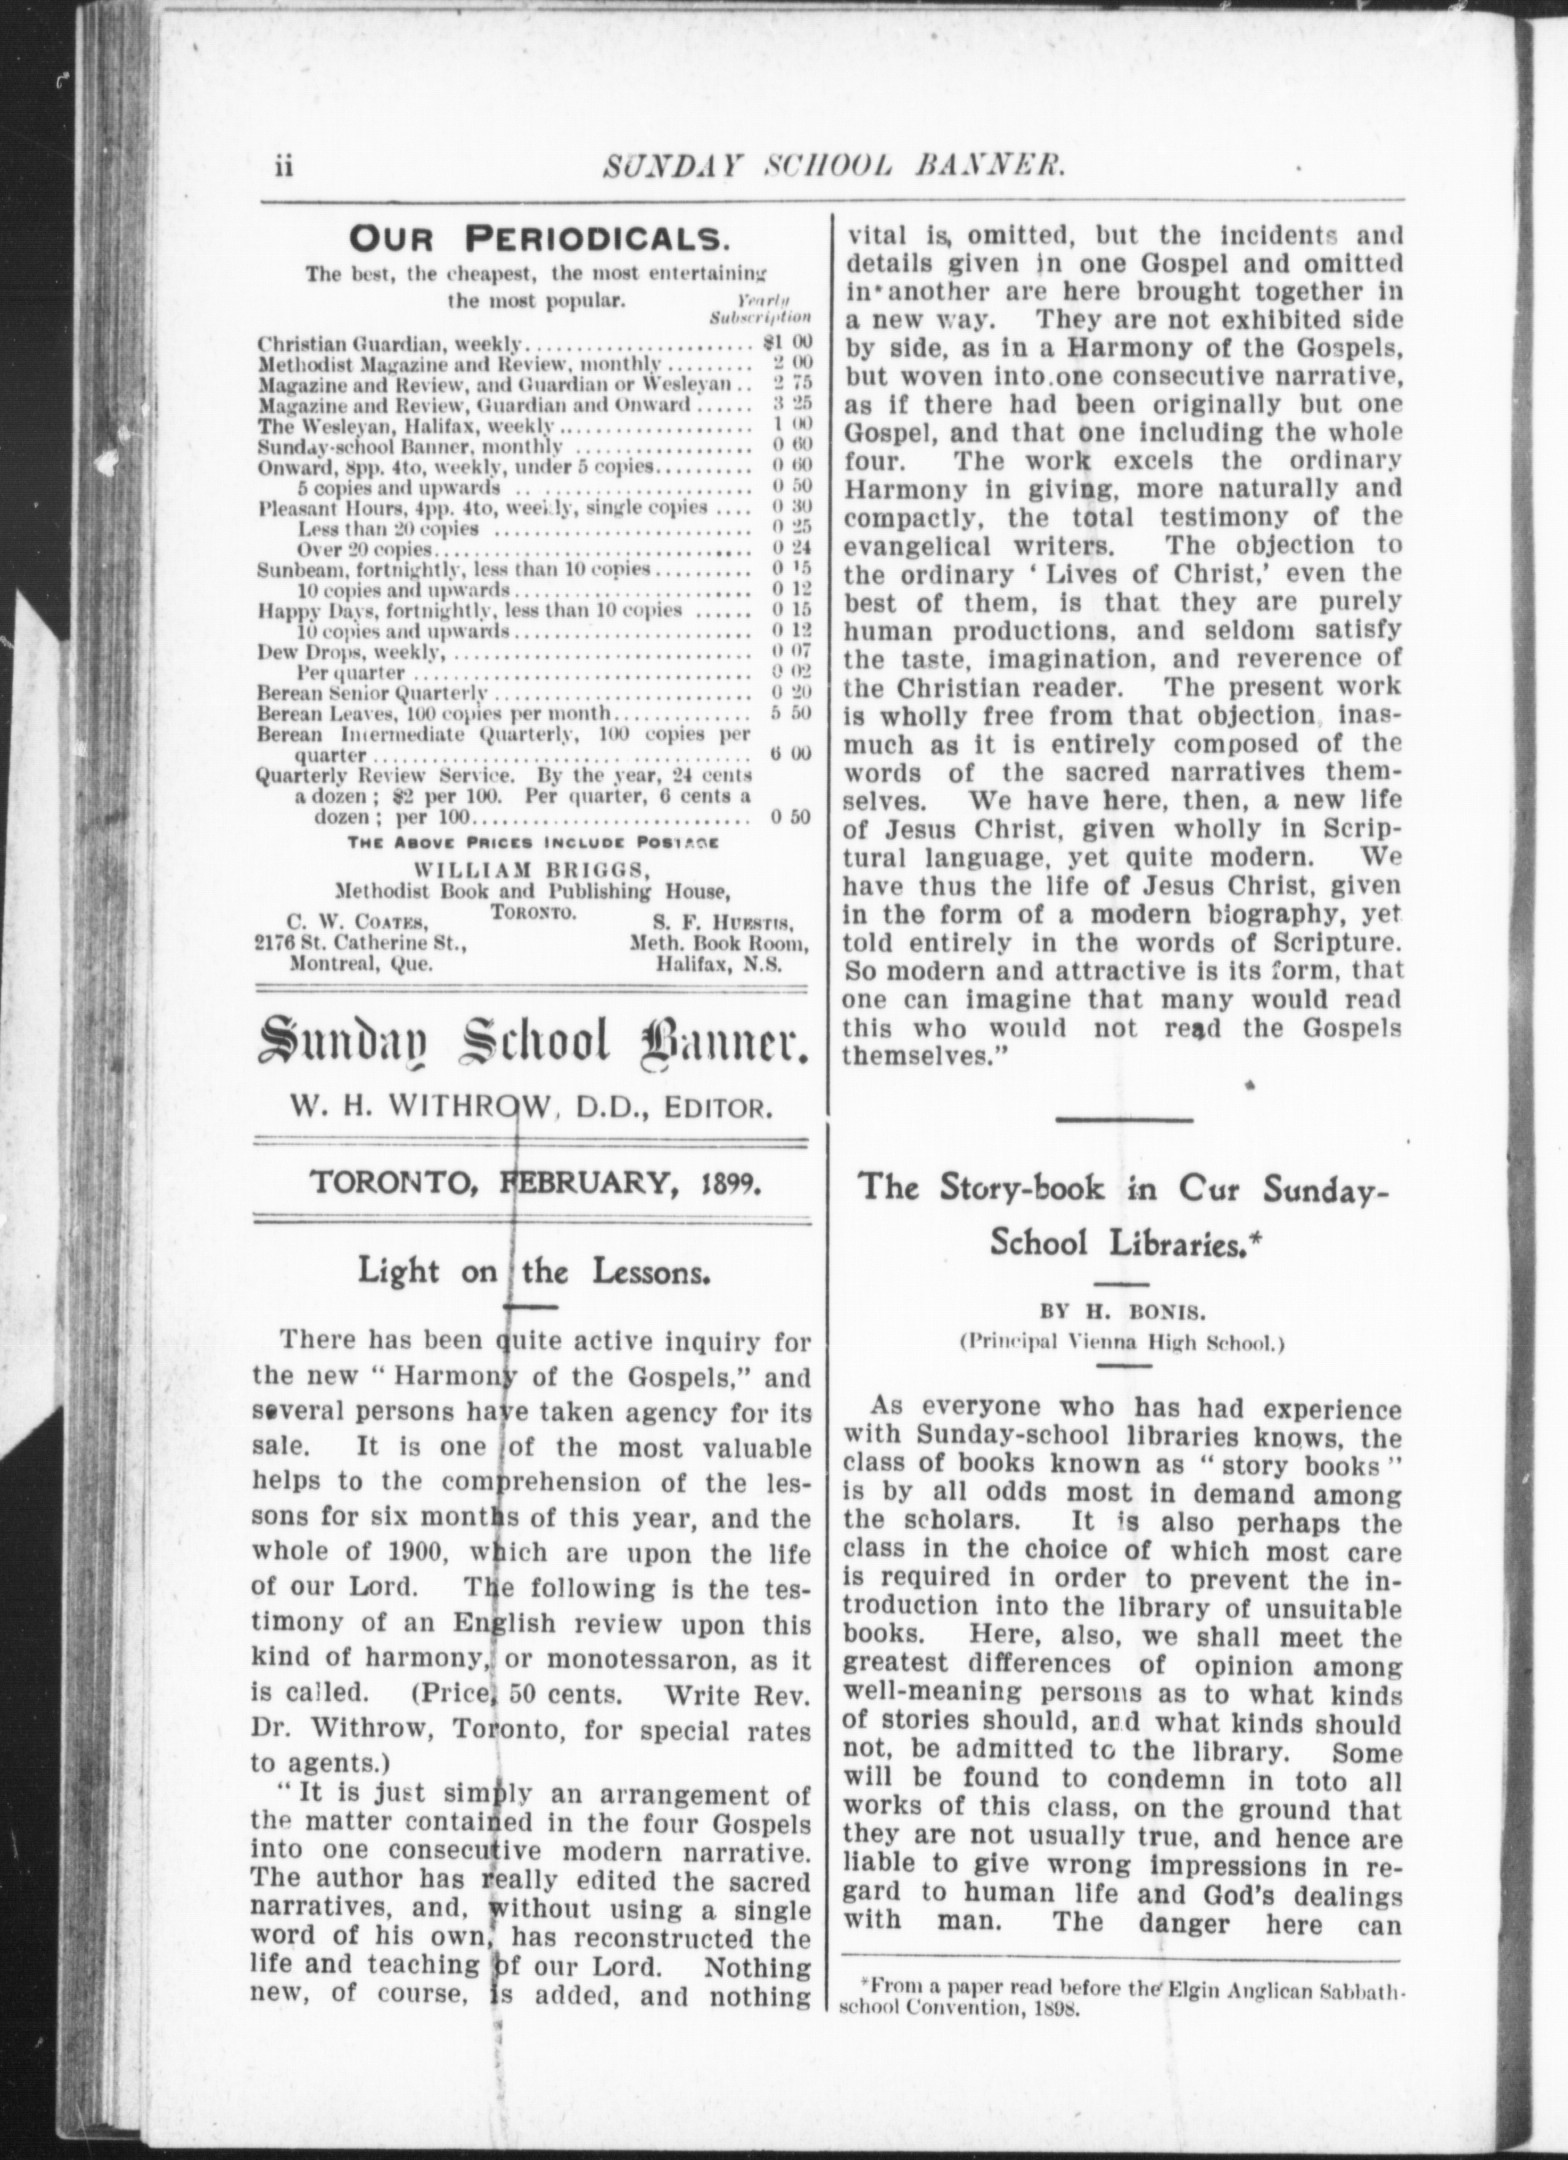 ii SUNDAY SCHOOL BANNER.
OUR PERIODICALS.
The best, the cheapest, the most entertaining
the most popular.
Yearly
Subscription
Christian Guardian, weekly........................ $1 00
Methodist Magazine and Review, monthly ......... 2 00
Magazine and Review, and Guardian or Wesleyan .. 2 75
Magazine and Review, Guardian and Onward ...... 3 25
The Wesleyan, Halifax, weekly .................... 1 00
Sunday-school Banner, monthly .................. 0 60
Onward, 8pp. 4to, weekly, under 5 copies.......... 0 60
5 copies and upwards ........................ 0 50
Pleasant Hours, 4pp. 4to, weekly, single copies .... 0 30
Less than 20 copies .......................... 0 25
Over 20 copies................................. 0 24
Sunbeam, fortnightly, less than 10 copies.......... 0 15
10 copies and upwards........................ 0 12
Happy Days, fortnightly, less than 10 copies ...... 0 15
10 copies and upwards........................ 0 12
Dew Drops, weekly, ............................... 0 07
Per quarter ................................... 0 02
Berean Senior Quarterly .......................... 0 20
Berean Leaves, 100 copies per month.............. 5 50
Berean Intermediate Quarterly, 100 copies per
quarter ...................................... 6 00
Quarterly Review Service. By the year, 24 cents
a dozen ; $2 per 100. Per quarter, 6 cents a
dozen ; per 100............................. 0 50
THE ABOVE PRICES INCLUDE POSTAGE
WILLIAM BRIGGS,
Methodist Book and Publishing House,
TORONTO.
C. W. COATES,
2176 St. Catherine St.,
Montreal, Que.
S. F. HUESTIS,
Meth. Book Room,
Halifax, N.S.
Sunday School Banner.
W. H. WITHROW, D.D., EDITOR.
TORONTO, FEBRUARY, 1899.
Light on the Lessons.
There has been quite active inquiry for
the new “ Harmony of the Gospels,” and
several persons have taken agency for its
sale. It is one of the most valuable
helps to the comprehension of the les-
sons for six months of this year, and the
whole of 1900, which are upon the life
of our Lord. The following is the tes-
timony of an English review upon this
kind of harmony, or monotessaron, as it
is called. (Price, 50 cents. Write Rev.
Dr. Withrow, Toronto, for special rates
to agents.)
“ It is just simply an arrangement of
the matter contained in the four Gospels
into one consecutive modern narrative.
The author has really edited the sacred
narratives, and, without using a single
word of his own, has reconstructed the
life and teaching of our Lord. Nothing
new, of course, is added, and nothing
vital is, omitted, but the incidents and
details given in one Gospel and omitted
in another are here brought together in
a new way. They are not exhibited side
by side, as in a Harmony of the Gospels,
but woven into one consecutive narrative,
as if there had been originally but one
Gospel, and that one including the whole
four. The work excels the ordinary
Harmony in giving, more naturally and
compactly, the total testimony of the
evangelical writers. The objection to
the ordinary ‘ Lives of Christ,’ even the
best of them, is that they are purely
human productions, and seldom satisfy
the taste, imagination, and reverence of
the Christian reader. The present work
is wholly free from that objection, inas-
much as it is entirely composed of the
words of the sacred narratives them-
selves. We have here, then, a new life
of Jesus Christ, given wholly in Scrip-
tural language, yet quite modern. We
have thus the life of Jesus Christ, given
in the form of a modern biography, yet
told entirely in the words of Scripture.
So modern and attractive is its form, that
one can imagine that many would read
this who would not read the Gospels
themselves.”
The Story-book in Our Sunday-
School Libraries.*
BY H. BONIS.
(Principal Vienna High School.)
As everyone who has had experience
with Sunday-school libraries knows, the
class of books known as “ story books ”
is by all odds most in demand among
the scholars. It is also perhaps the
class in the choice of which most care
is required in order to prevent the in-
troduction into the library of unsuitable
books. Here, also, we shall meet the
greatest differences of opinion among
well-meaning persons as to what kinds
of stories should, and what kinds should
not, be admitted to the library. Some
will be found to condemn in toto all
works of this class, on the ground that
they are not usually true, and hence are
liable to give wrong impressions in re-
gard to human life and God's dealings
with man. The danger here can
*From a paper read before the Elgin Anglican Sabbath-
school Convention, 1898.